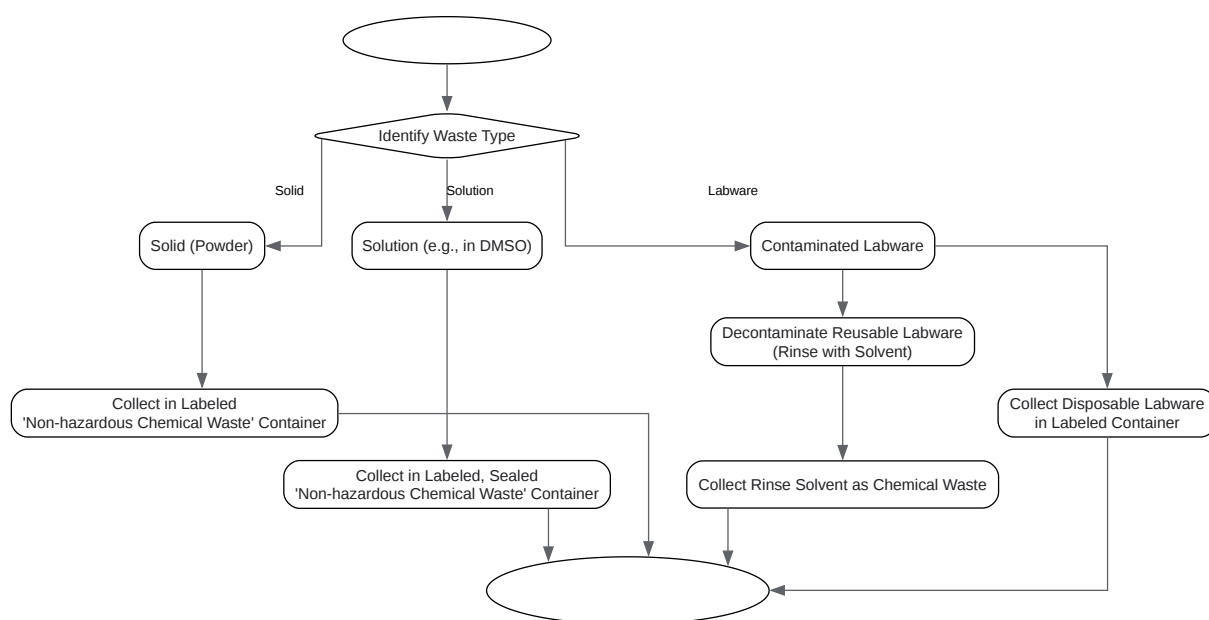 Identify Waste Type
Solid
Solution
Labware
Solid (Powder)
Solution (e.g., in DMSO)
Contaminated Labware
Decontaminate Reusable Labware
(Rinse with Solvent)
Collect in Labeled
'Non-hazardous Chemical Waste' Container
Collect Disposable Labware
in Labeled Container
Collect in Labeled, Sealed
'Non-hazardous Chemical Waste' Container
Collect Rinse Solvent as Chemical Waste